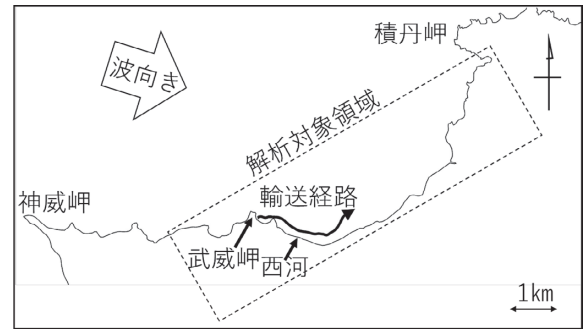 積丹岬
波向き
解析対象領域
神威岬
輸送経路
武威岬
西河
1km